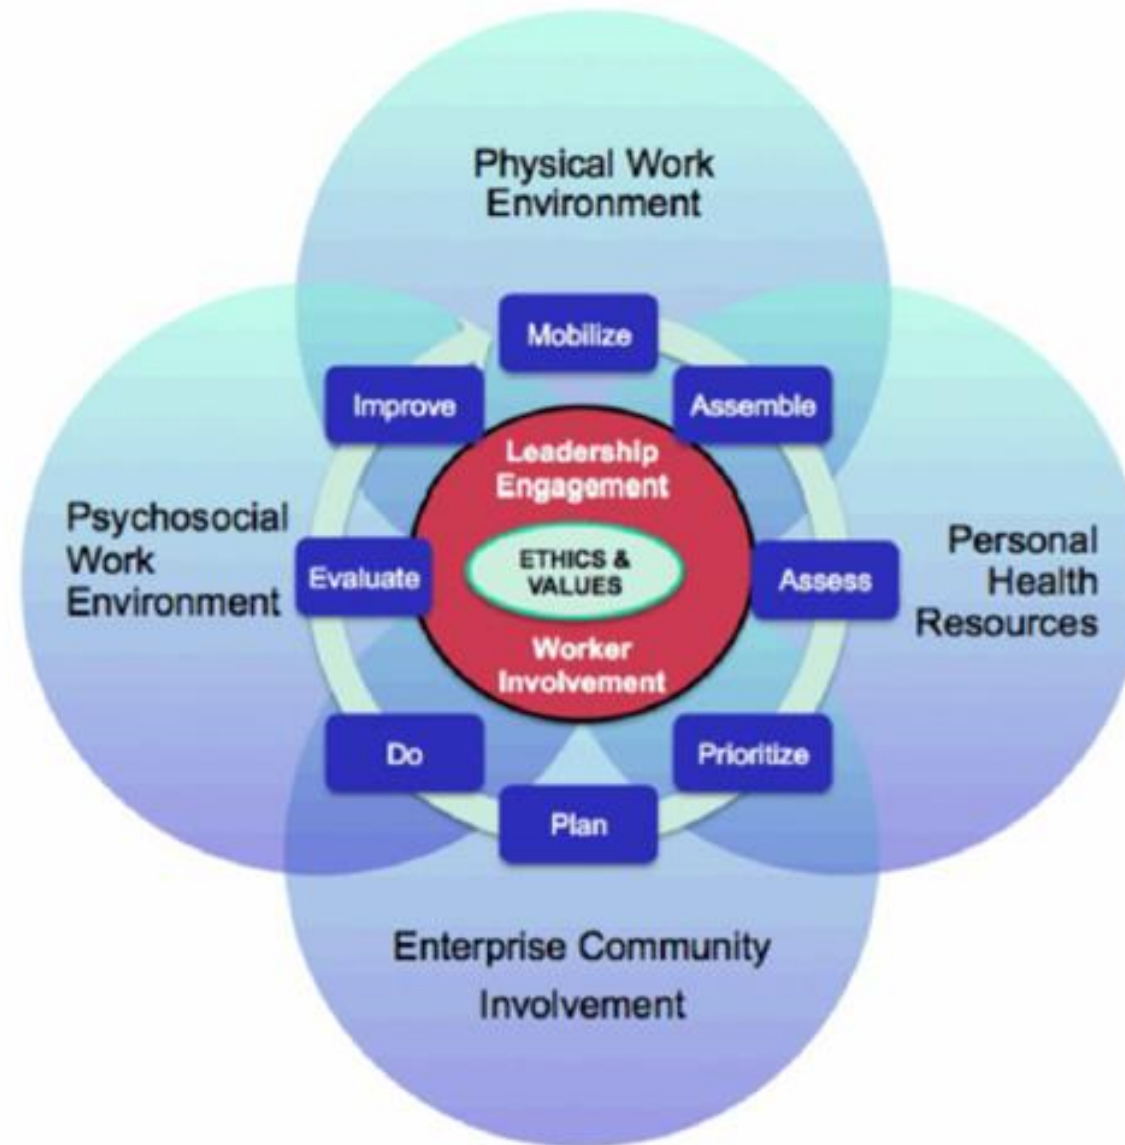 Physical Work
Environment
Mobilize
Improve
Assemble
Leadership
Engagement
Psychosocial
Work
Environment
Evaluate
ETHICS &
VALUES
Assess
Personal
Health
Resources
Worker
Involvement
Do
Prioritize
Plan
Enterprise Community
Involvement